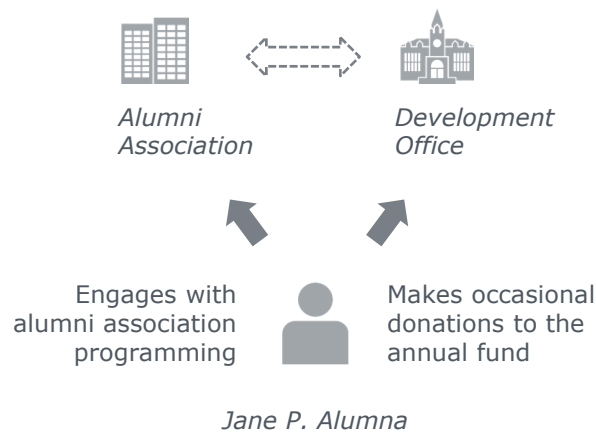 Alumni
Association
Development
Office
Engages with
alumni association
programming
Makes occasional
donations to the
annual fund
Jane P. Alumna